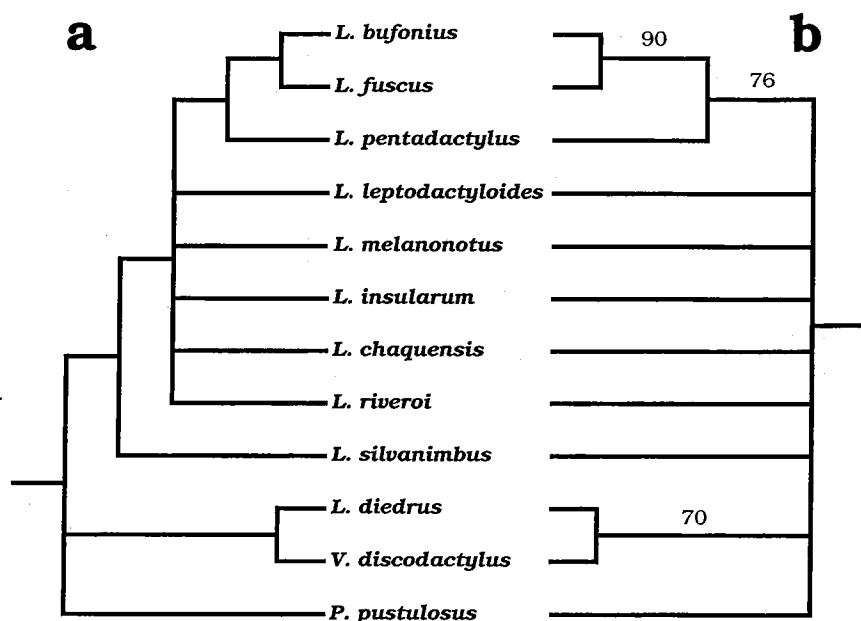 a
b
L. bufonius
90
76
L. fuscus
L. pentadactylus
L. leptodactyloides
L. melanonotus
L. insularum
L. chaquensis
L. riveroi
L. silvanimbus
L. diedrus
70
V. discodactylus
P. pustulosus